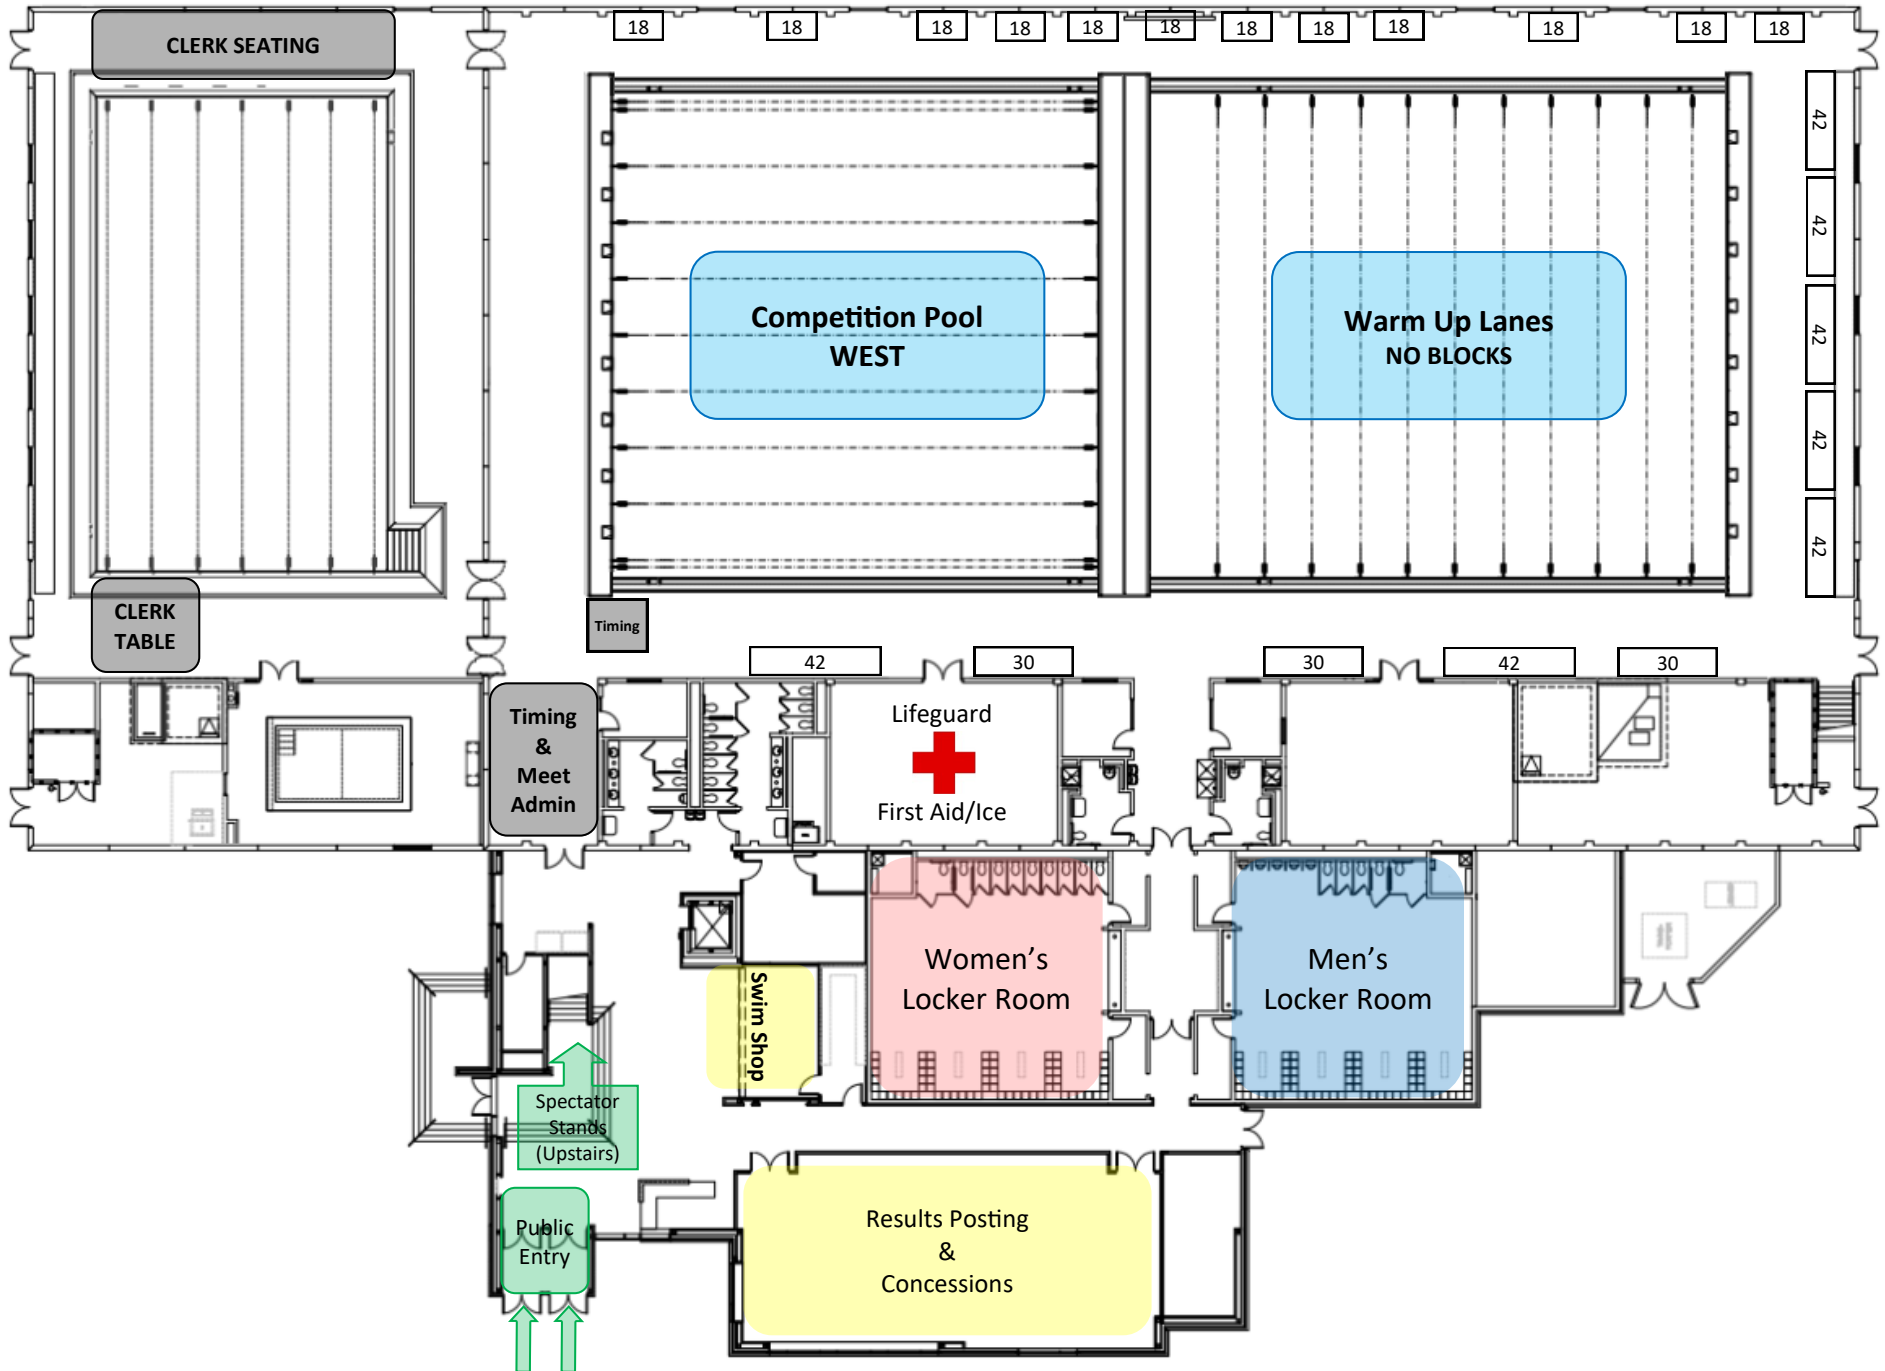 CLERK SEATING
18
18
18
18
18
18
18
18
18
18
18
18
42
42
42
42
42
Competition Pool
WEST
Warm Up Lanes
NO BLOCKS
CLERK
TABLE
Timing
42
30
30
42
30
Timing
&
Meet
Admin
Lifeguard
First Aid/Ice
Women's
Locker Room
Men's
Locker Room
Swim Shop
Spectator
Stands
(Upstairs)
Public
Entry
Results Posting
&
Concessions